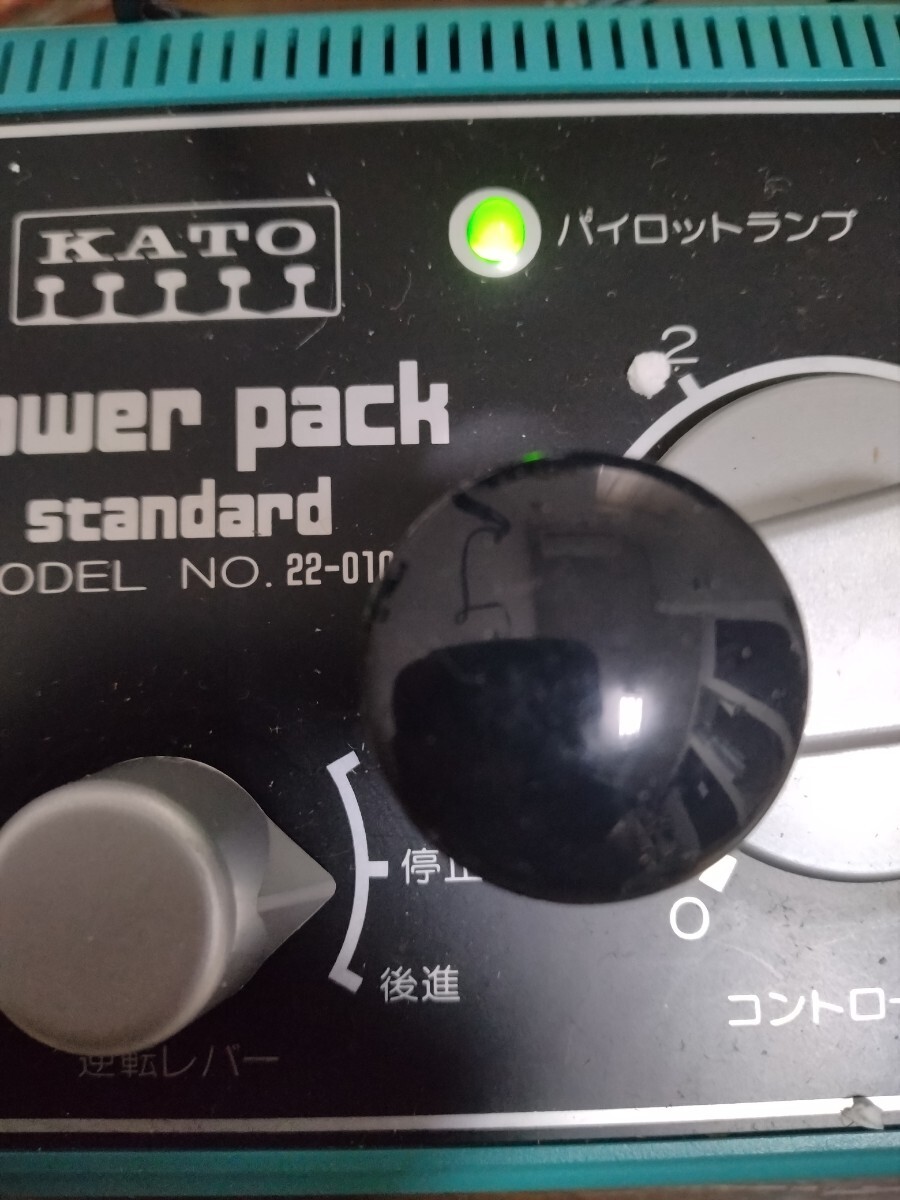 KATO
パイロットランプ
2
ower pack
standard
ODEL NO. 22-010
停止
後進
0
コントロー
逆転レバー